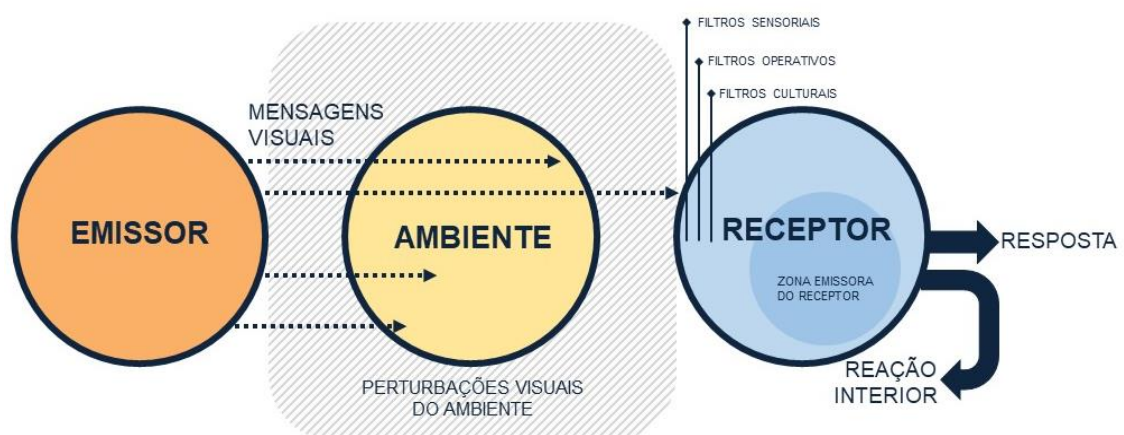 FILTROS SENSORIAIS
FILTROS OPERATIVOS
FILTROS CULTURAIS
MENSAGENS
VISUAIS
EMISSOR
AMBIENTE
RECEPTOR
ZONA EMISSORA
DO RECEPTOR
RESPOSTA
REAÇÃO
INTERIOR
PERTURBAÇÕES VISUAIS
DO AMBIENTE